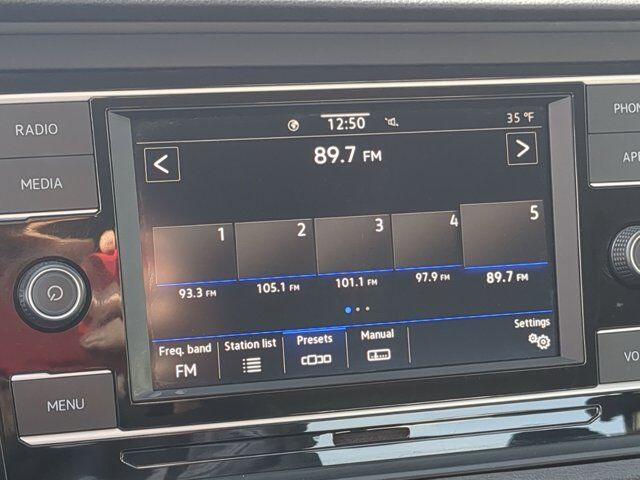 RADIO
MEDIA
MENU
12:50
35 °F
89.7 FM
1
2
3
4
5
93.3 FM
105.1 FM
101.1 FM
97.9 FM
89.7 FM
Freq. band
FM
Station list
Presets
Manual
Settings
PHON
AP
VO